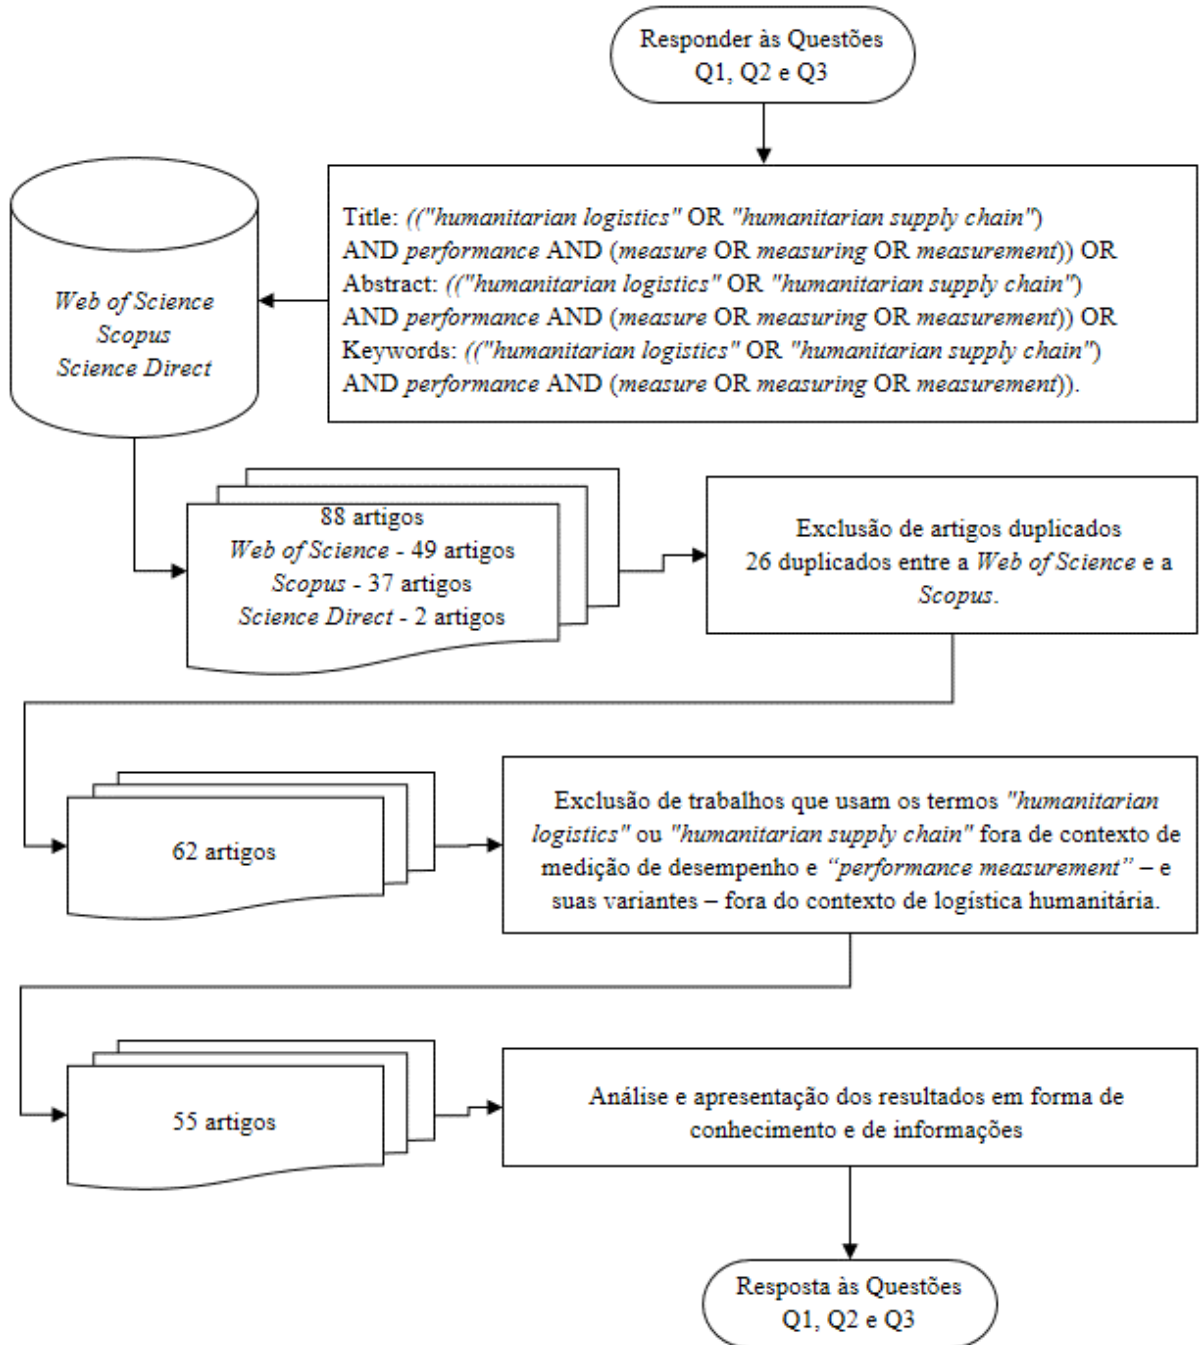 Responder às Questões
Q1, Q2 e Q3
Title: (("humanitarian logistics" OR "humanitarian supply chain")
AND performance AND (measure OR measuring OR measurement)) OR
Abstract: (("humanitarian logistics" OR "humanitarian supply chain")
AND performance AND (measure OR measuring OR measurement)) OR
Keywords: (("humanitarian logistics" OR "humanitarian supply chain")
AND performance AND (measure OR measuring OR measurement)).
Web of Science
Scopus
Science Direct
88 artigos
Web of Science - 49 artigos
Scopus - 37 artigos
Science Direct - 2 artigos
Exclusão de artigos duplicados
26 duplicados entre a Web of Science e a
Scopus.
62 artigos
Exclusão de trabalhos que usam os termos "humanitarian
logistics" ou "humanitarian supply chain" fora de contexto de
medição de desempenho e “performance measurement” – e
suas variantes – fora do contexto de logística humanitária.
55 artigos
Análise e apresentação dos resultados em forma de
conhecimento e de informações
Resposta às Questões
Q1, Q2 e Q3